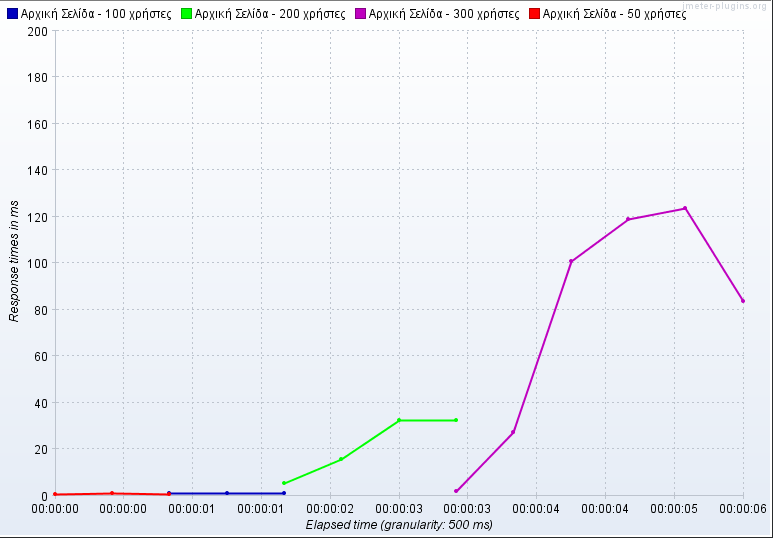 Αρχική Σελίδα - 100 χρήστες Αρχική Σελίδα - 200 χρήστες Αρχική Σελίδα - 300 χρήστες Αρχική Σελίδα - 50 χρήστες
jmeter-plugins.org
200
180
160
140
120
100
80
60
40
20
0
Response times in ms
00:00:00 00:00:00 00:00:01 00:00:01 00:00:02 00:00:03 00:00:03 00:00:04 00:00:04 00:00:05 00:00:06
Elapsed time (granularity: 500 ms)